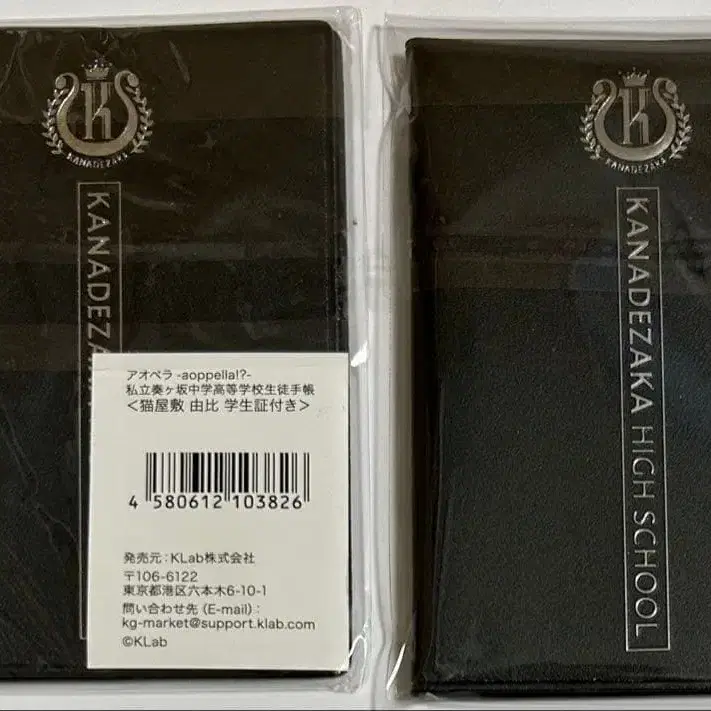 K
KANADEZAKA
KANADEZA
アオペラ -aoppella!?-
私立奏ヶ坂中学高等学校生徒手帳
＜猫屋敷 由比 学生証付き＞
4 580612 103826
発売元：KLab株式会社
〒106-6122
東京都港区六本木6-10-1
問い合わせ先（E-mail）：
kg-market@support.klab.com
©KLab
K
KANADEZAKA
KANADEZAKA HIGH SCHOOL